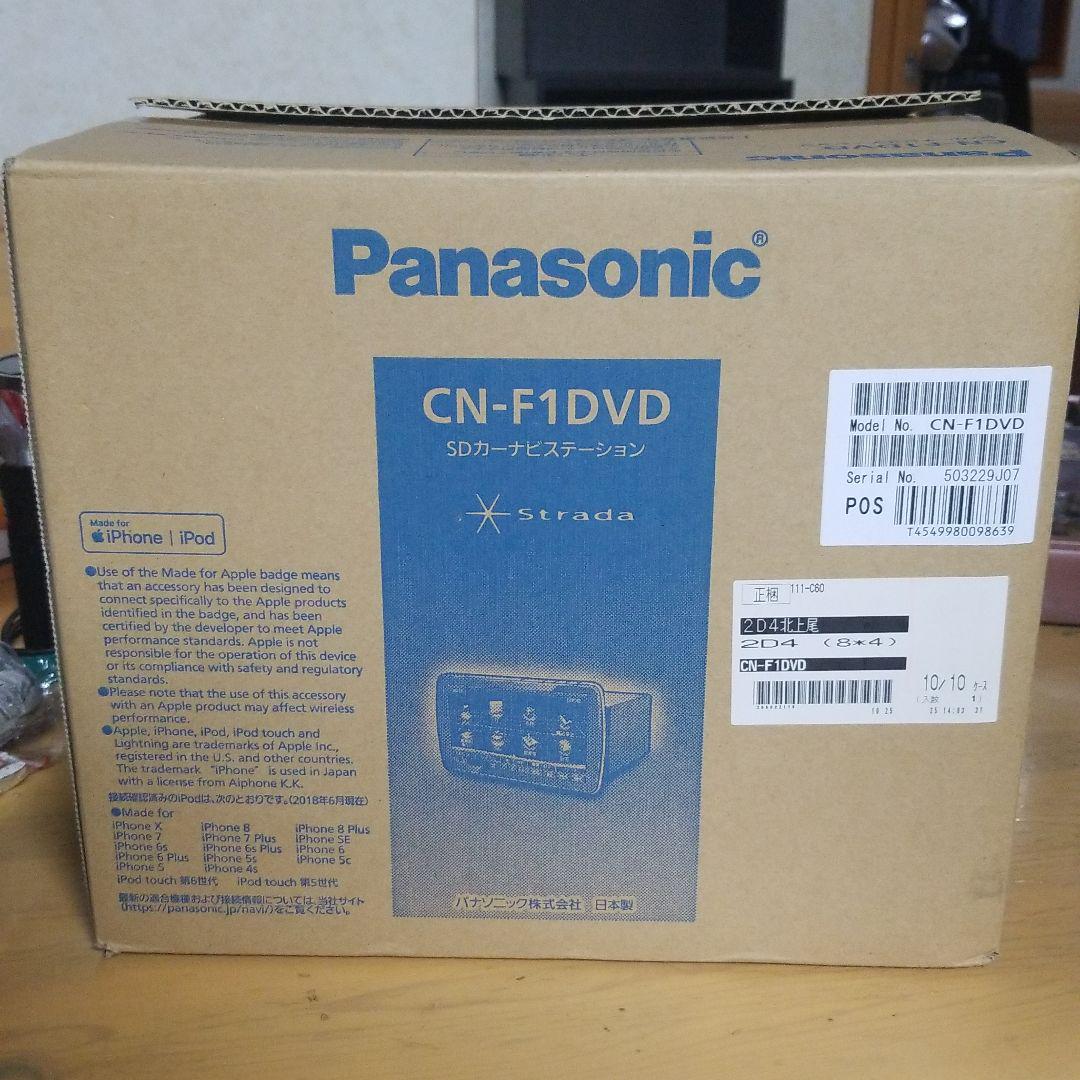 Panasonic
CN-F1DVD
Panasonic®
CN-F1DVD
SDカーナビステーション
Strada
Made for
iPhone | iPod
●Use of the Made for Apple badge means
that an accessory has been designed to
connect specifically to the Apple products
identified in the badge, and has been
certified by the developer to meet Apple
performance standards. Apple is not
responsible for the operation of this device
or its compliance with safety and regulatory
standards.
●Please note that the use of this accessory
with an Apple product may affect wireless
performance.
●Apple, iPhone, iPod, iPod touch and
Lightning are trademarks of Apple Inc.,
registered in the U.S. and other countries.
The trademark "iPhone" is used in Japan
with a license from Aiphone K.K.
接続確認済みのiPodは、次のとおりです。(2018年6月現在)
●Made for
iPhone X iPhone 8 iPhone 8 Plus
iPhone 7 iPhone 7 Plus iPhone SE
iPhone 6s iPhone 6s Plus iPhone 6
iPhone 6 Plus iPhone 5s iPhone 5c
iPhone 5 iPhone 4s
iPod touch 第6世代 iPod touch 第5世代
最新の適合機種および接続情報については、当社サイト
(https://panasonic.jp/navi/)をご覧ください。
パナソニック株式会社 日本製
Model No. CN-F1DVD
Serial No. 503229J07
POS
T4549980098639
正梱 111-C60
2D4北上尾
2D4 (8*4)
CN-F1DVD
10/10 ケース
(入数 1)